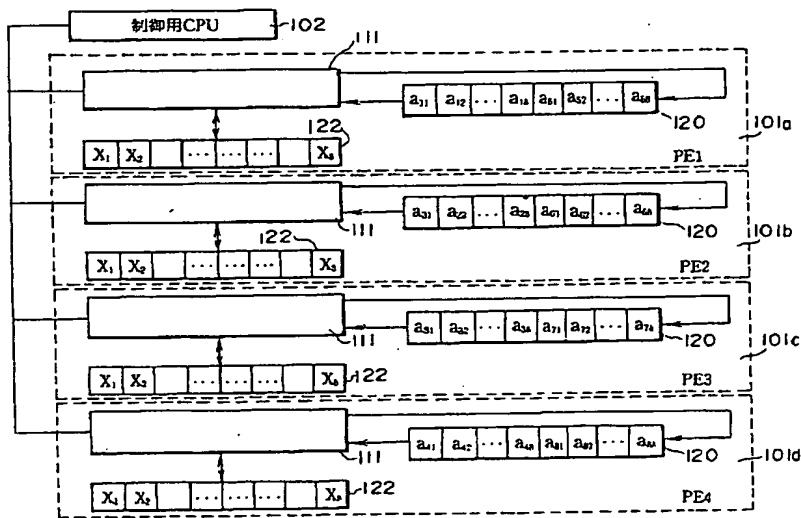 制御用CPU 102
111
a₁₁ a₁₂ ... a₁₈ a₅₁ a₅₂ ... a₅₈
120
101a
122
X₁ X₂ ... ... ... X₈
PE1
a₂₂ ... a₂₈ a₆₁ a₆₂ ... a₆₈
120
101b
111
122
X₁ X₂ ... ... ...
PE2
a₃₁ a₃₂ ... a₃₈ a₇₁ a₇₂ ... a₇₈
120
101c
111
X₁ ... ... ... X₈
122
PE3
a₄₁ a₄₂ ... a₄₈ a₈₁ a₈₂ ... a₈₈
120
101d
111
X₁ X₂ ... ... ... X₈
122
PE4